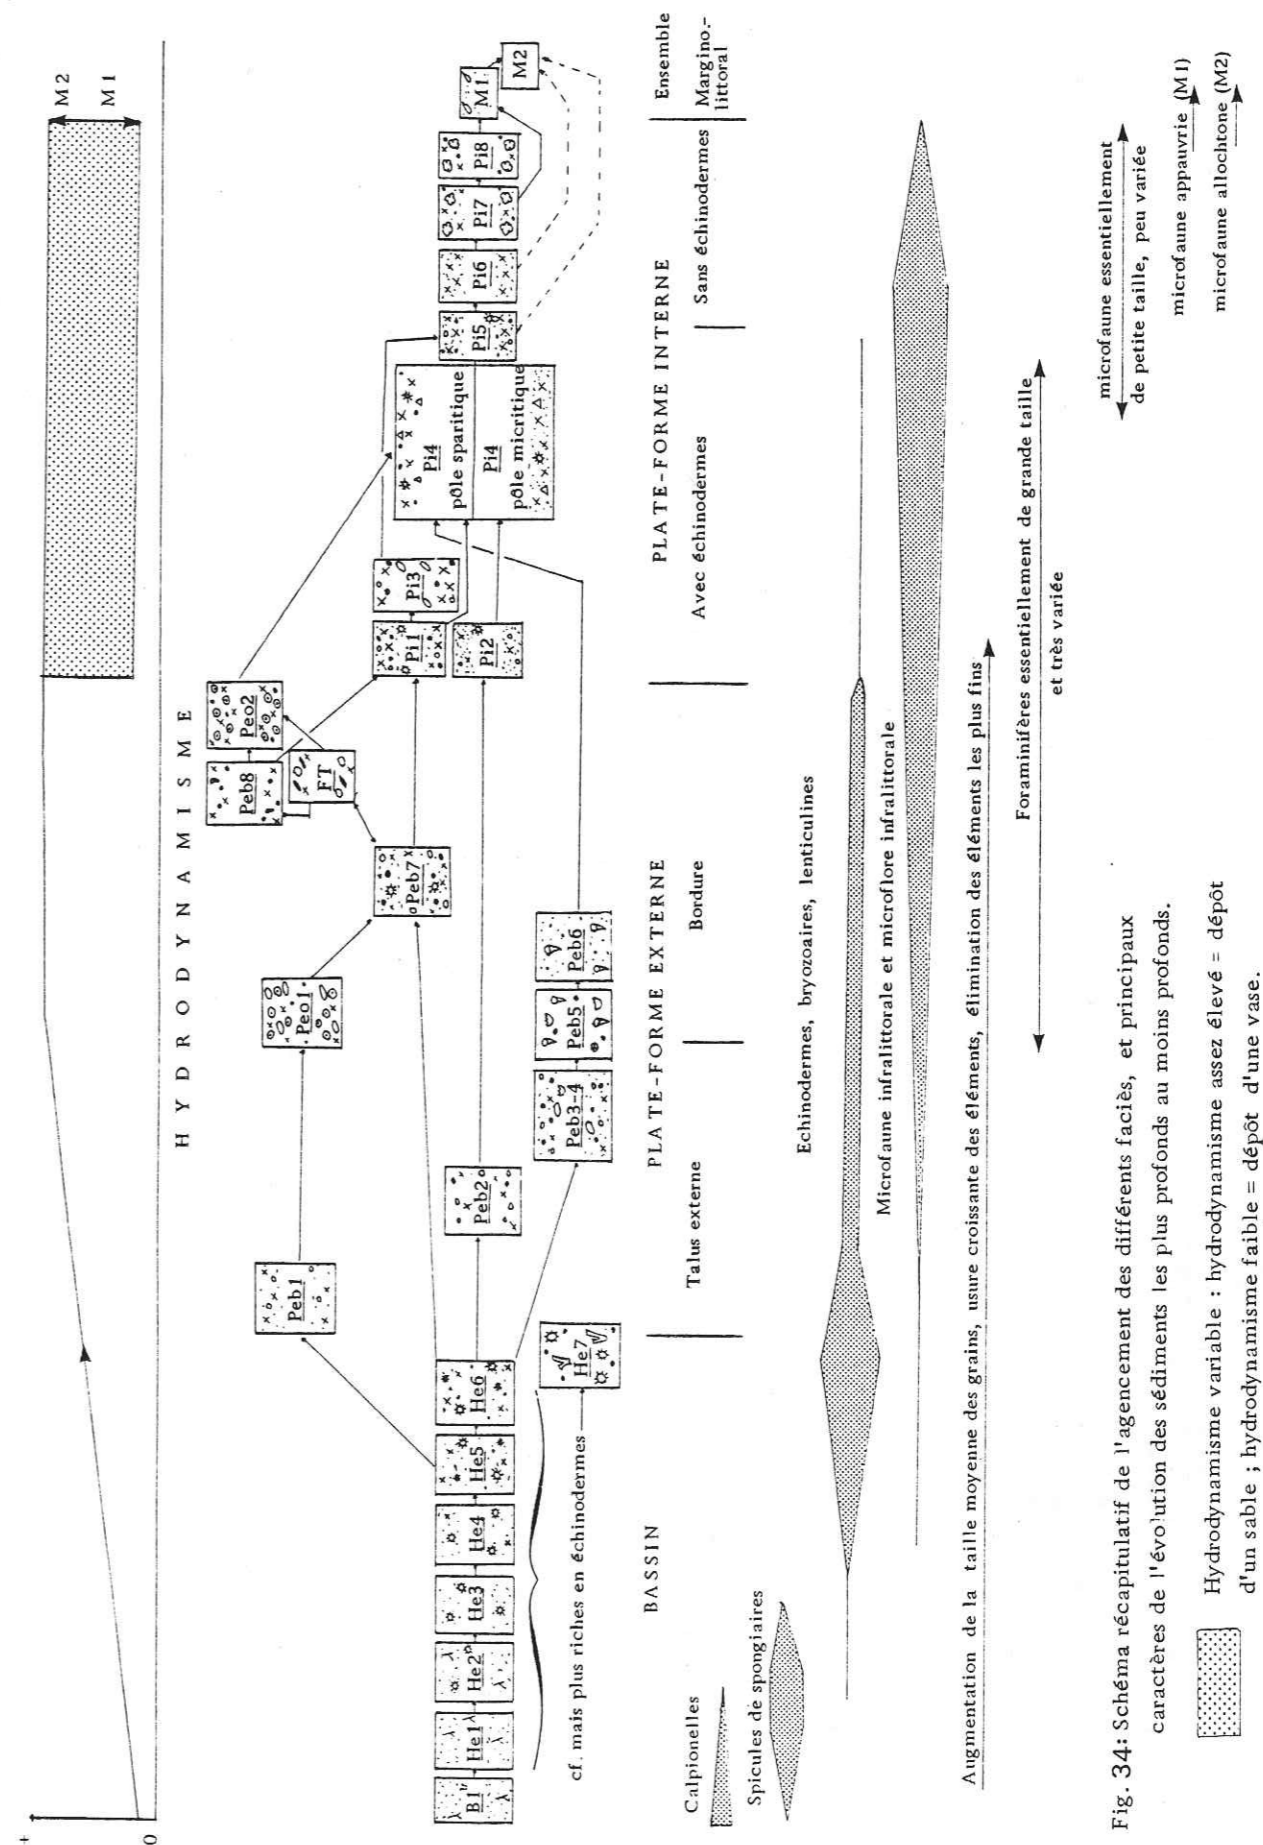 +
0
M2
M1
HYDRODYNAMISME
B1
He1
He2
He3
He4
He5
He6
He7
cf. mais plus riches en échinodermes
Peb1
Peb2
Peb3-4
Peb5
Peb6
Peo1
Peb7
Peb8
FT
Peo2
Pi1
Pi2
Pi3
Pi4
pôle sparitique
Pi4
pôle micritique
Pi5
Pi6
Pi7
Pi8
M1
M2
BASSIN
PLATE-FORME EXTERNE
Talus externe
Bordure
PLATE-FORME INTERNE
Avec échinodermes
Sans échinodermes
Ensemble
Margino.-
littoral
Calpionelles
Spicules de spongiaires
Echinodermes, bryozoaires, lenticulines
Microfaune infralittorale et microflore infralittorale
Augmentation de la taille moyenne des grains, usure croissante des éléments, élimination des éléments les plus fins
Foraminifères essentiellement de grande taille
et très variée
microfaune essentiellement
de petite taille, peu variée
microfaune appauvrie (M1)
microfaune allochtone (M2)
Fig. 34: Schéma récapitulatif de l'agencement des différents faciès, et principaux
caractères de l'évolution des sédiments les plus profonds au moins profonds.
Hydrodynamisme variable : hydrodynamisme assez élevé = dépôt
d'un sable ; hydrodynamisme faible = dépôt d'une vase.